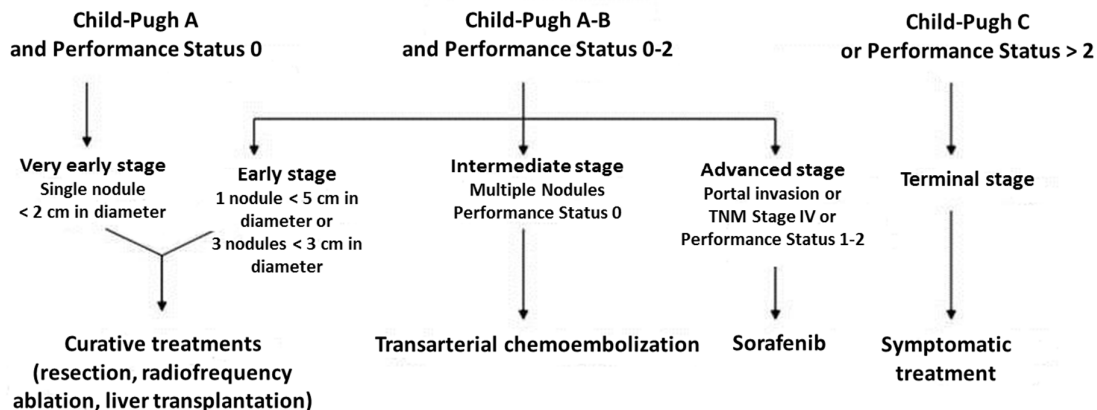 Child-Pugh A
and Performance Status 0
Child-Pugh A-B
and Performance Status 0-2
Child-Pugh C
or Performance Status > 2
Very early stage
Single nodule
< 2 cm in diameter
Early stage
1 nodule < 5 cm in
diameter or
3 nodules < 3 cm in
diameter
Intermediate stage
Multiple Nodules
Performance Status 0
Advanced stage
Portal invasion or
TNM Stage IV or
Performance Status 1-2
Terminal stage
Curative treatments
(resection, radiofrequency
ablation, liver transplantation)
Transarterial chemoembolization
Sorafenib
Symptomatic
treatment